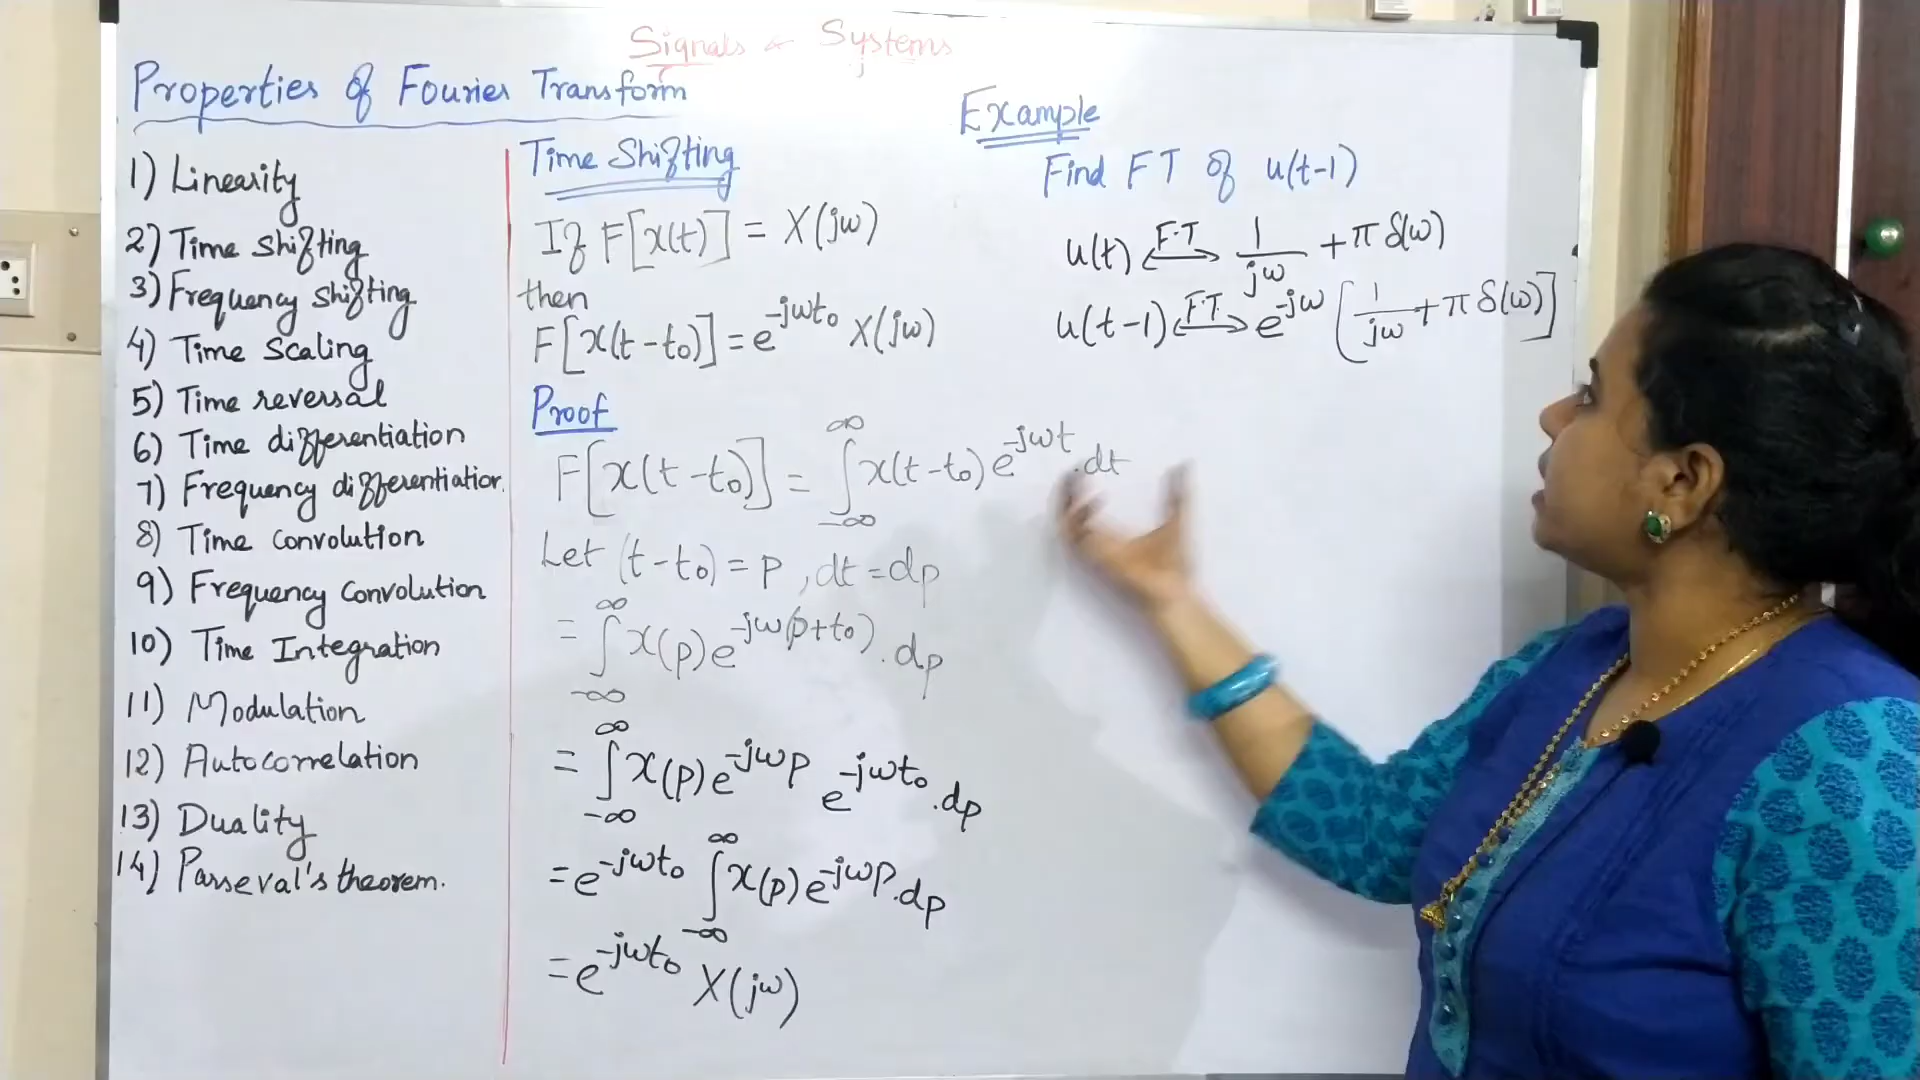 Signals & Systems
Properties of Fourier Transform
1) Linearity
2) Time shifting
3) Frequency shifting
4) Time Scaling
5) Time reversal
6) Time differentiation
7) Frequency differentiation
8) Time convolution
9) Frequency Convolution
10) Time Integration
11) Modulation
12) Autocorrelation
13) Duality
14) Parseval's theorem.
Time Shifting
If F[x(t)] = X(jω)
then
F[x(t-t₀)] = e^{-jωt₀} X(jω)
Proof
F[x(t-t₀)] = ∫_{-∞}^{∞} x(t-t₀) e^{-jωt}.dt
Let (t-t₀) = p, dt = dp
= ∫_{-∞}^{∞} x(p) e^{-jω(p+t₀)}.dp
= ∫_{-∞}^{∞} x(p) e^{-jωp} e^{-jωt₀}.dp
= e^{-jωt₀} ∫_{-∞}^{∞} x(p) e^{-jωp}.dp
= e^{-jωt₀} X(jω)
Example
Find FT of u(t-1)
u(t) ⟷F.T 1/jω + π δ(ω)
u(t-1) ⟷F.T. e^{-jω} [1/jω + π δ(ω)]